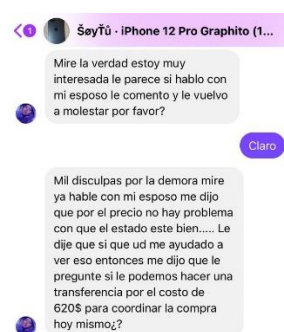 1
ŠøyŤû · iPhone 12 Pro Graphito (1...
Mire la verdad estoy muy
interesada le parece si hablo con
mi esposo le comento y le vuelvo
a molestar por favor?
Claro
Mil disculpas por la demora mire
ya hable con mi esposo me dijo
que por el precio no hay problema
con que el estado este bien..... Le
dije que si que ud me ayudado a
ver eso entonces me dijo que le
pregunte si le podemos hacer una
transferencia por el costo de
620$ para coordinar la compra
hoy mismo¿?